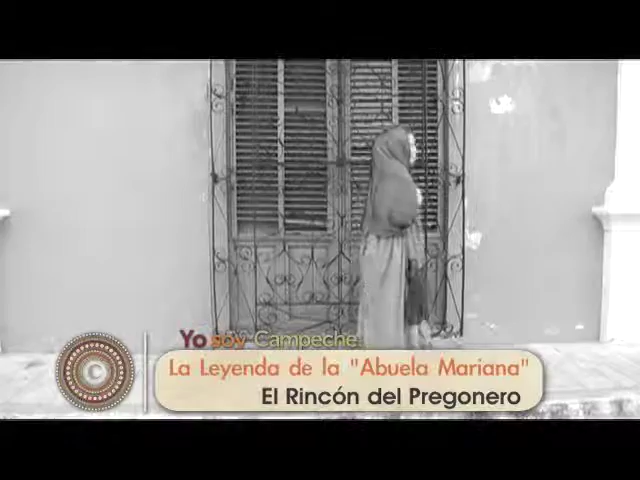 Yo soy Campeche
La Leyenda de la "Abuela Mariana"
El Rincón del Pregonero